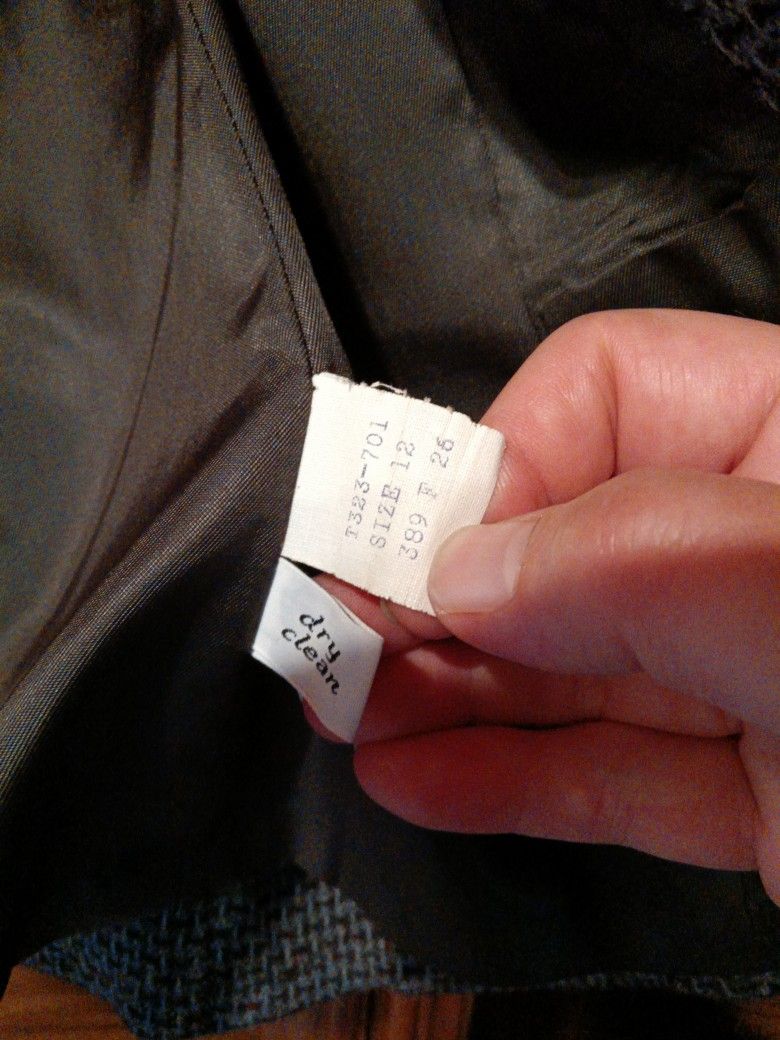 T323-701
SIZE 12
389 F 26
dry
clean